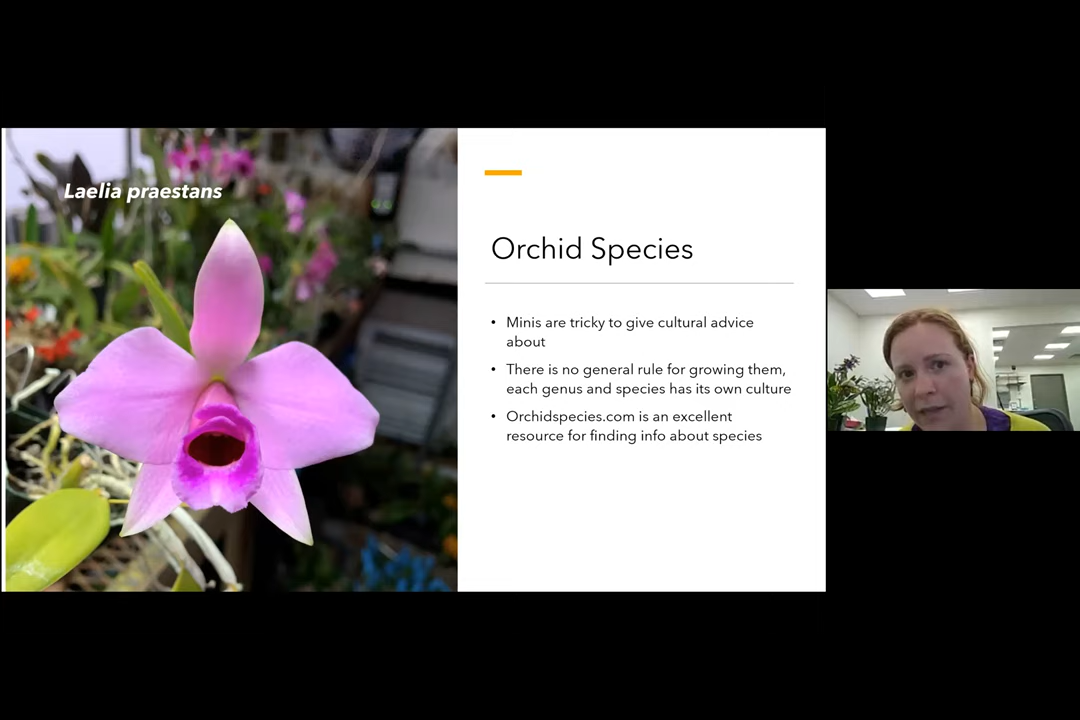 Laelia praestans
Orchid Species
• Minis are tricky to give cultural advice
about
• There is no general rule for growing them,
each genus and species has its own culture
• Orchidspecies.com is an excellent
resource for finding info about species